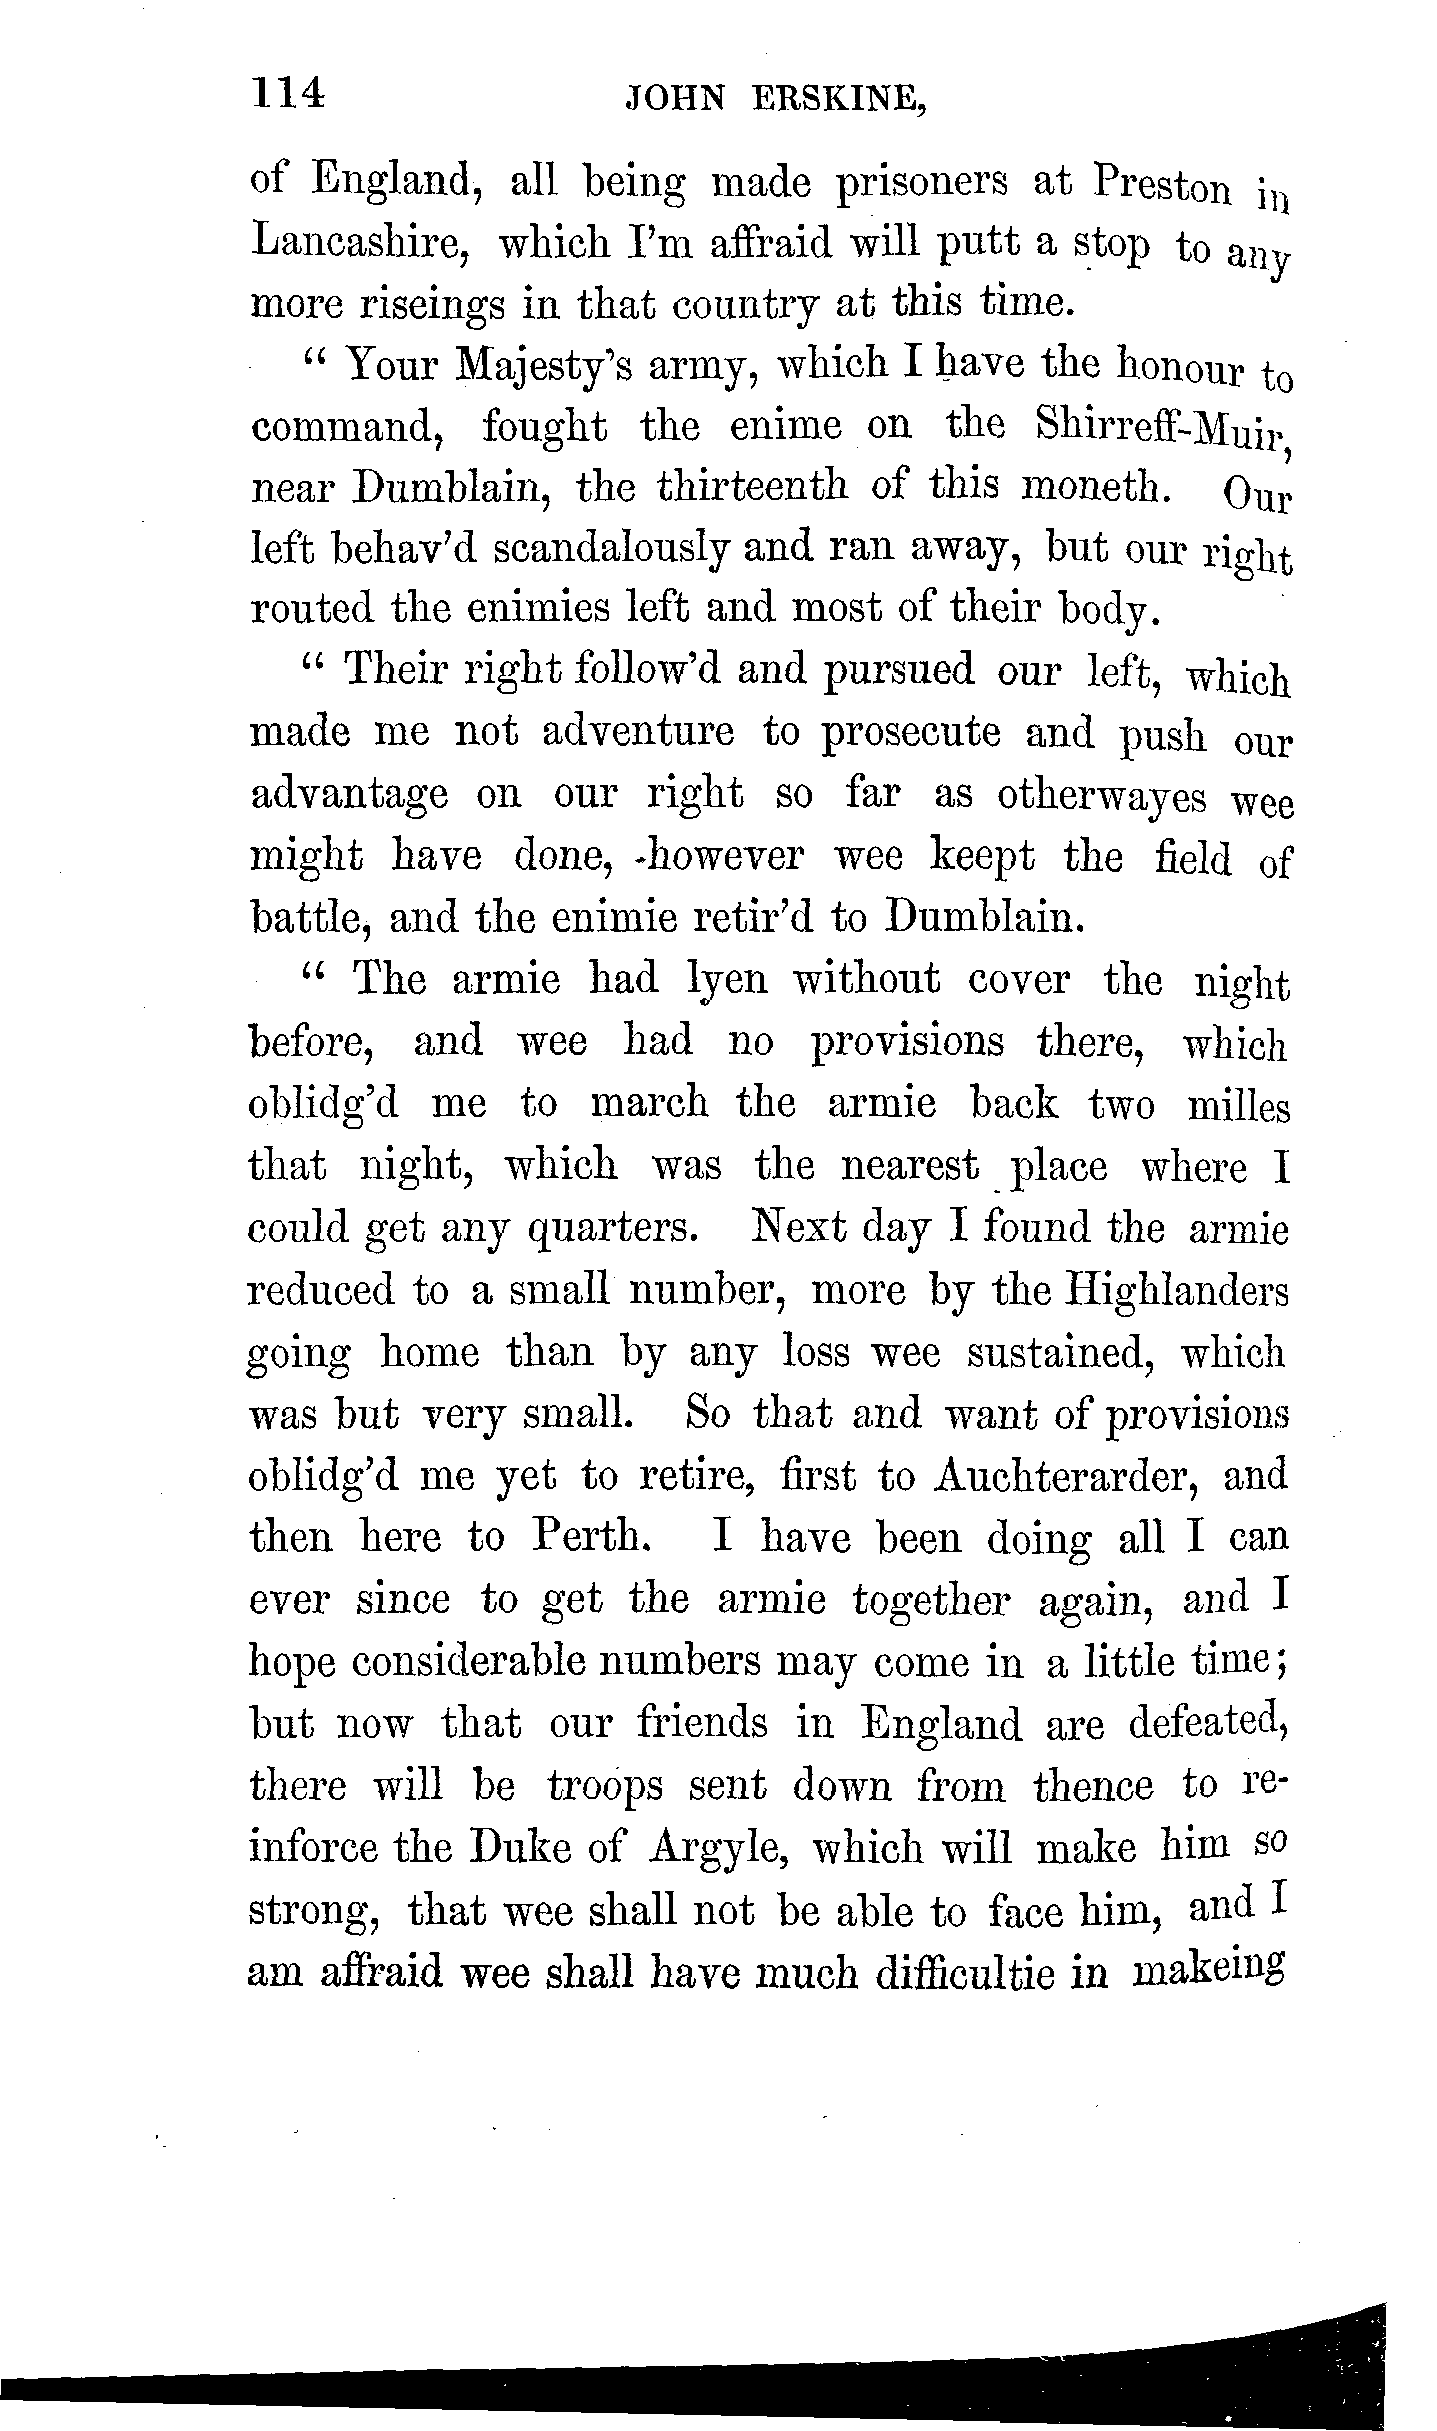 114 JOHN ERSKINE,
of England, all being made prisoners at Preston in
Lancashire, which I'm affraid will putt a stop to any
more riseings in that country at this time.
“ Your Majesty's army, which I have the honour to
command, fought the enime on the Shirreff-Muir,
near Dumblain, the thirteenth of this moneth. Our
left behav'd scandalously and ran away, but our right
routed the enimies left and most of their body.
“ Their right follow'd and pursued our left, which
made me not adventure to prosecute and push our
advantage on our right so far as otherwayes wee
might have done, however wee keept the field of
battle, and the enimie retir'd to Dumblain.
“ The armie had lyen without cover the night
before, and wee had no provisions there, which
oblidg'd me to march the armie back two milles
that night, which was the nearest place where I
could get any quarters. Next day I found the armie
reduced to a small number, more by the Highlanders
going home than by any loss wee sustained, which
was but very small. So that and want of provisions
oblidg'd me yet to retire, first to Auchterarder, and
then here to Perth. I have been doing all I can
ever since to get the armie together again, and I
hope considerable numbers may come in a little time;
but now that our friends in England are defeated,
there will be troops sent down from thence to re-
inforce the Duke of Argyle, which will make him so
strong, that wee shall not be able to face him, and I
am affraid wee shall have much difficultie in makeing